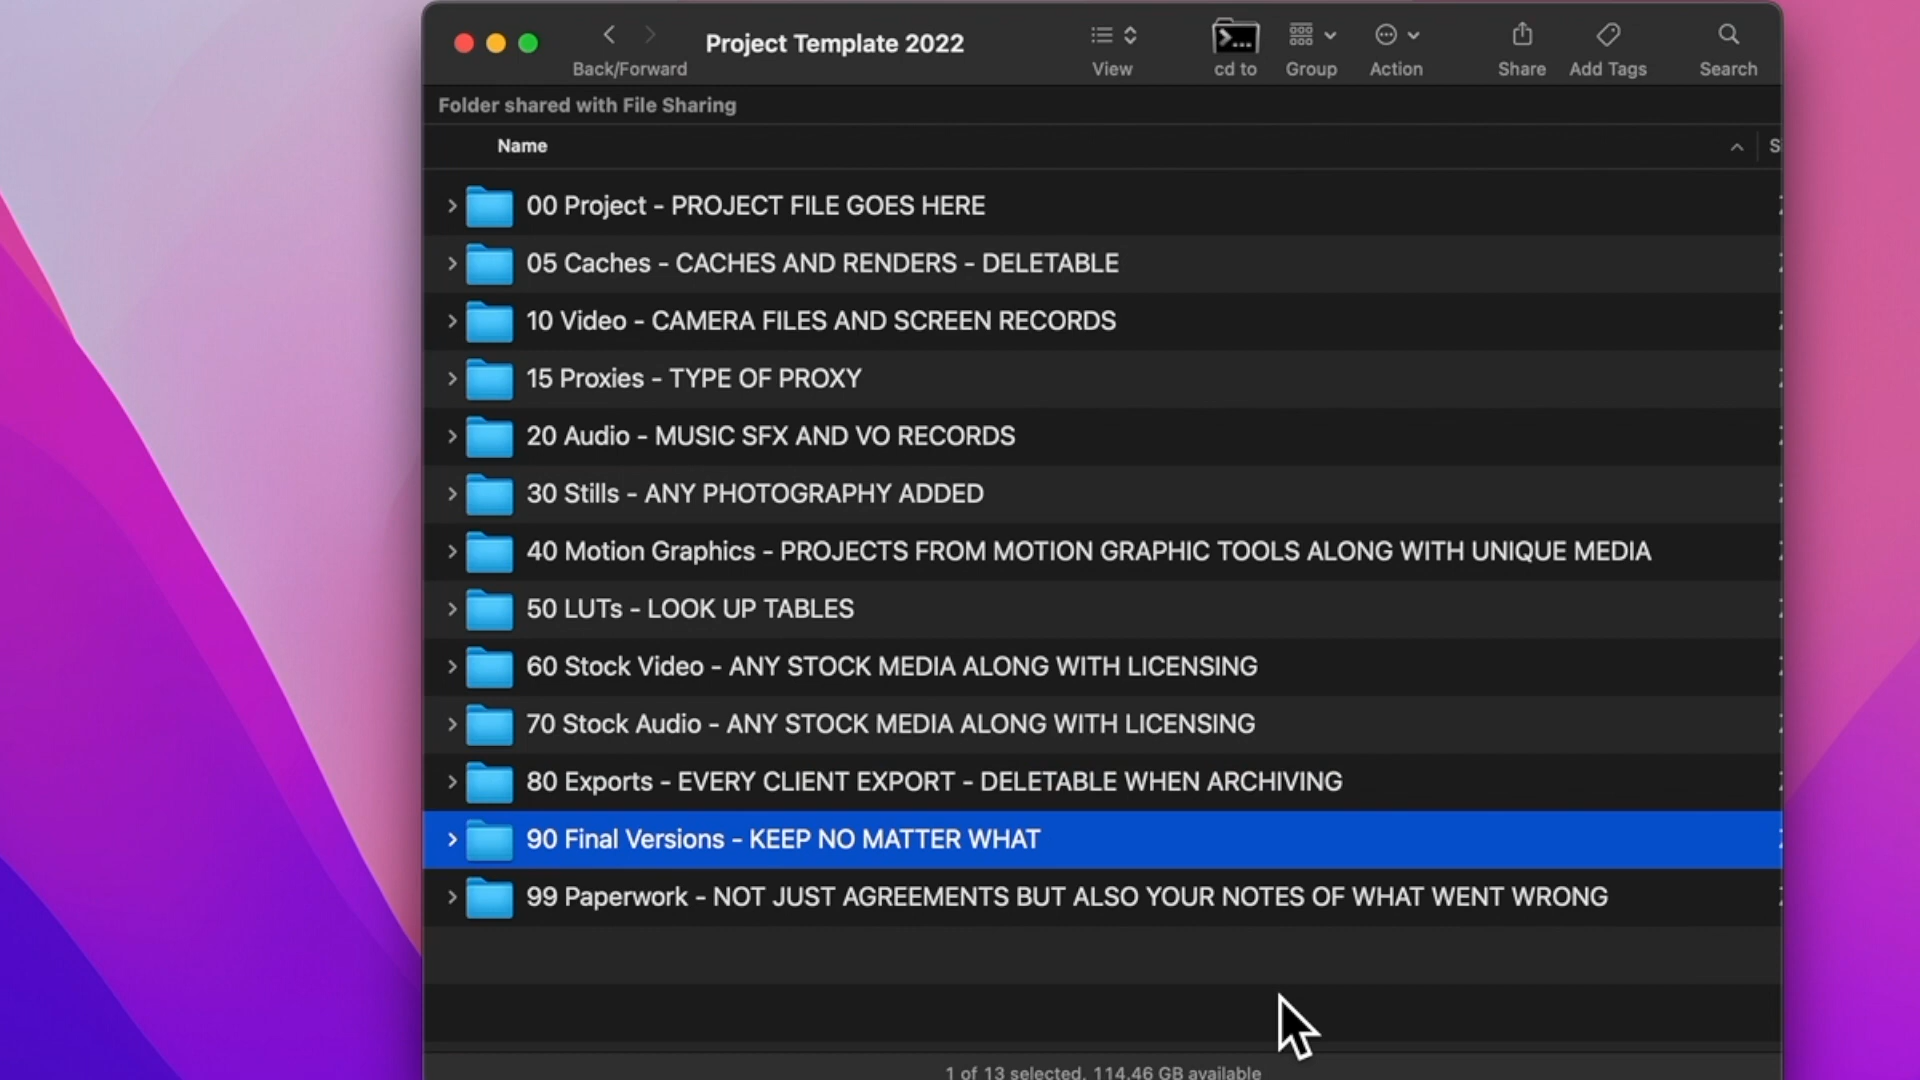 Project Template 2022
Back/Forward
View
cd to
Group
Action
Share
Add Tags
Search
Folder shared with File Sharing
Name
00 Project - PROJECT FILE GOES HERE
05 Caches - CACHES AND RENDERS - DELETABLE
10 Video - CAMERA FILES AND SCREEN RECORDS
15 Proxies - TYPE OF PROXY
20 Audio - MUSIC SFX AND VO RECORDS
30 Stills - ANY PHOTOGRAPHY ADDED
40 Motion Graphics - PROJECTS FROM MOTION GRAPHIC TOOLS ALONG WITH UNIQUE MEDIA
50 LUTs - LOOK UP TABLES
60 Stock Video - ANY STOCK MEDIA ALONG WITH LICENSING
70 Stock Audio - ANY STOCK MEDIA ALONG WITH LICENSING
80 Exports - EVERY CLIENT EXPORT - DELETABLE WHEN ARCHIVING
90 Final Versions - KEEP NO MATTER WHAT
99 Paperwork - NOT JUST AGREEMENTS BUT ALSO YOUR NOTES OF WHAT WENT WRONG
1 of 13 selected, 114.46 GB available